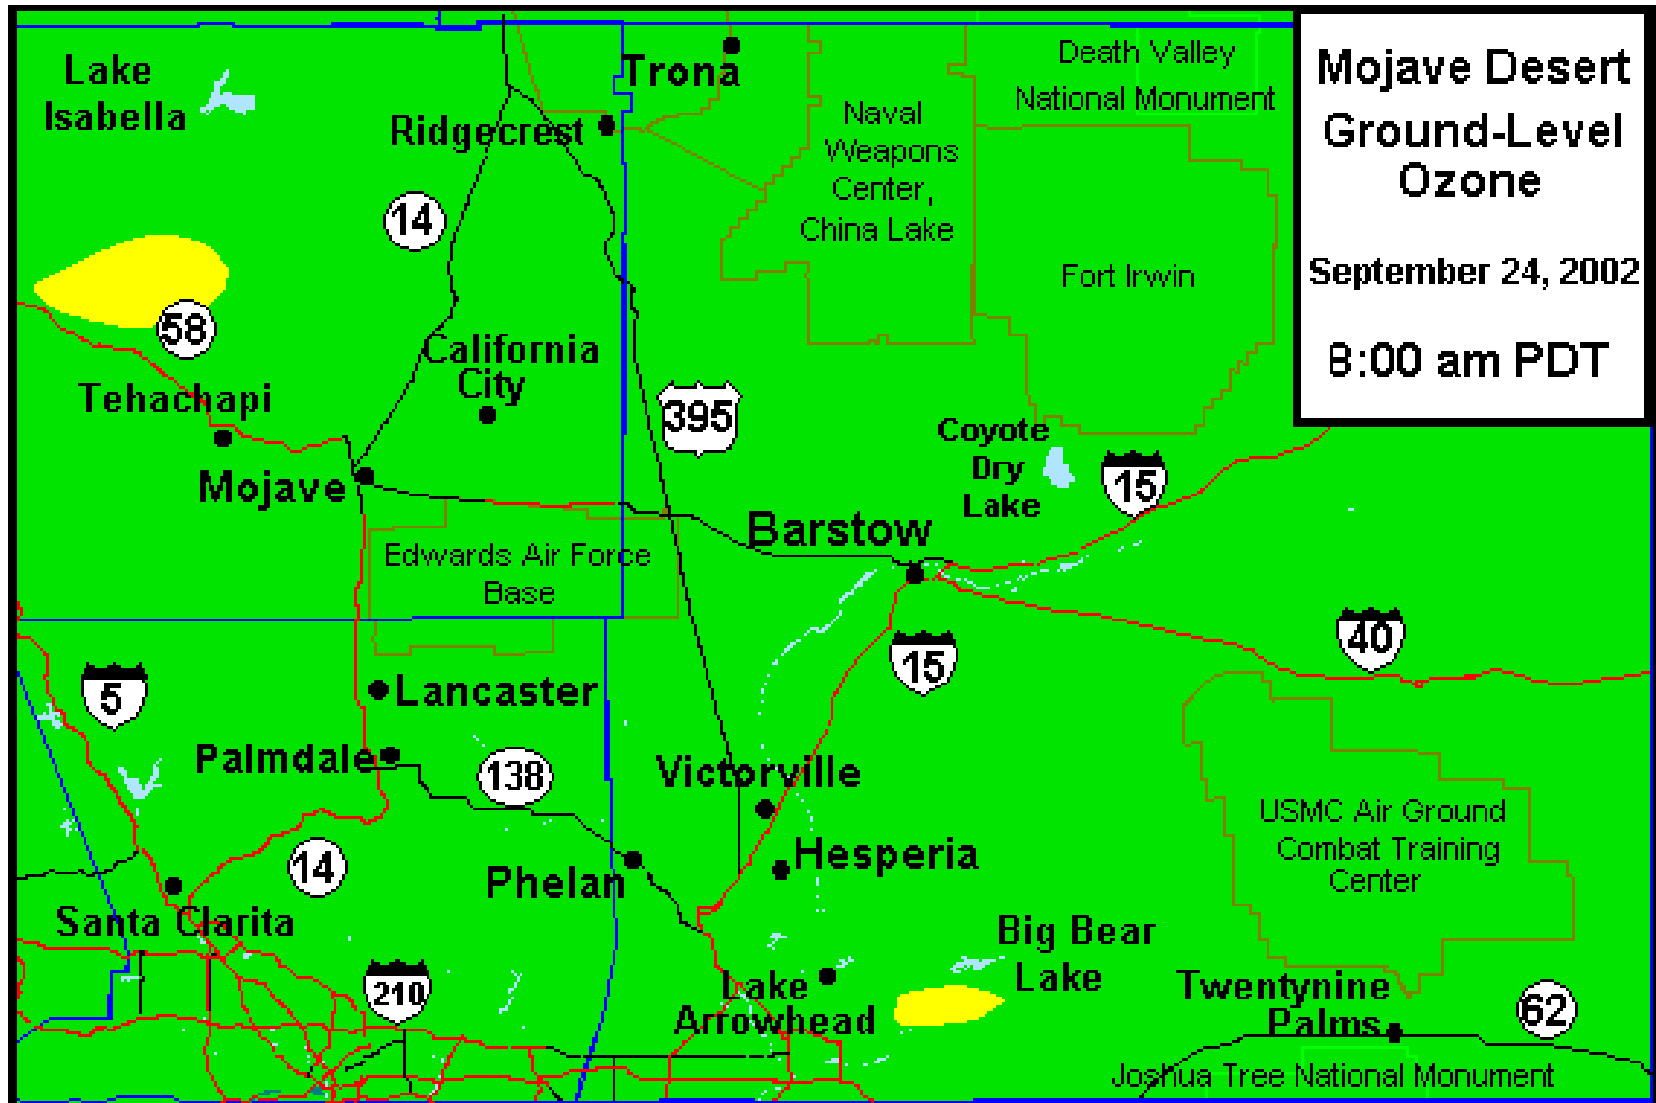 Mojave Desert
Ground-Level
Ozone
September 24, 2002
8:00 am PDT
Lake
Isabella
Trona
Ridgecrest
Death Valley
National Monument
Naval
Weapons
Center,
China Lake
Fort Irwin
14
58
California
City
Tehachapi
395
Mojave
Coyote
Dry
Lake
15
Barstow
Edwards Air Force
Base
40
15
5
Lancaster
Palmdale
138
Victorville
USMC Air Ground
Combat Training
Center
14
Phelan
Hesperia
Santa Clarita
Big Bear
Lake
210
Lake
Arrowhead
Twentynine
Palms
62
Joshua Tree National Monument